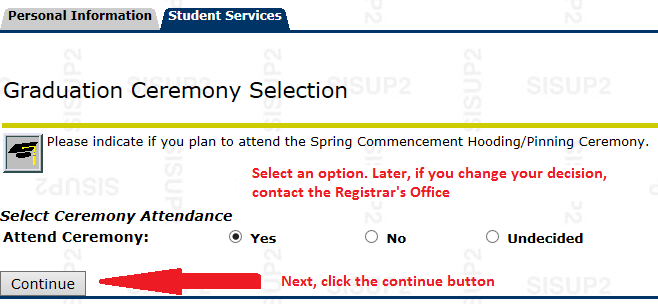 Personal Information Student Services
Graduation Ceremony Selection
Please indicate if you plan to attend the Spring Commencement Hooding/Pinning Ceremony.
Select an option. Later, if you change your decision,
contact the Registrar's Office
Select Ceremony Attendance
Attend Ceremony: Yes No Undecided
Continue Next, click the continue button
SISUP2